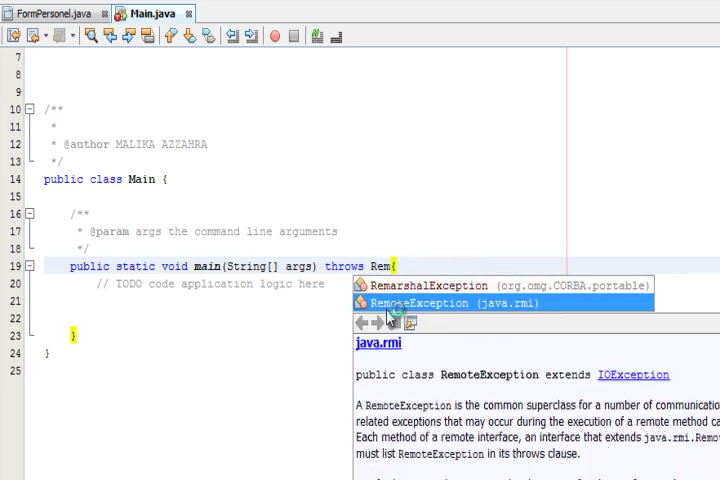 FormPersonel.java
Main.java
7
8
9
10 /**
11 *
12 * @author MALIKA AZZAHRA
13 */
14 public class Main {
15
16 /**
17 * @param args the command line arguments
18 */
19 public static void main(String[] args) throws Rem{
20 // TODO code application logic here
21
22
23 }
24 }
25
RemarshalException (org.omg.CORBA.portable)
RemoteException (java.rmi)
java.rmi
public class RemoteException extends IOException
A RemoteException is the common superclass for a number of communicatio
related exceptions that may occur during the execution of a remote method ca
Each method of a remote interface, an interface that extends java.rmi.Remo
must list RemoteException in its throws clause.